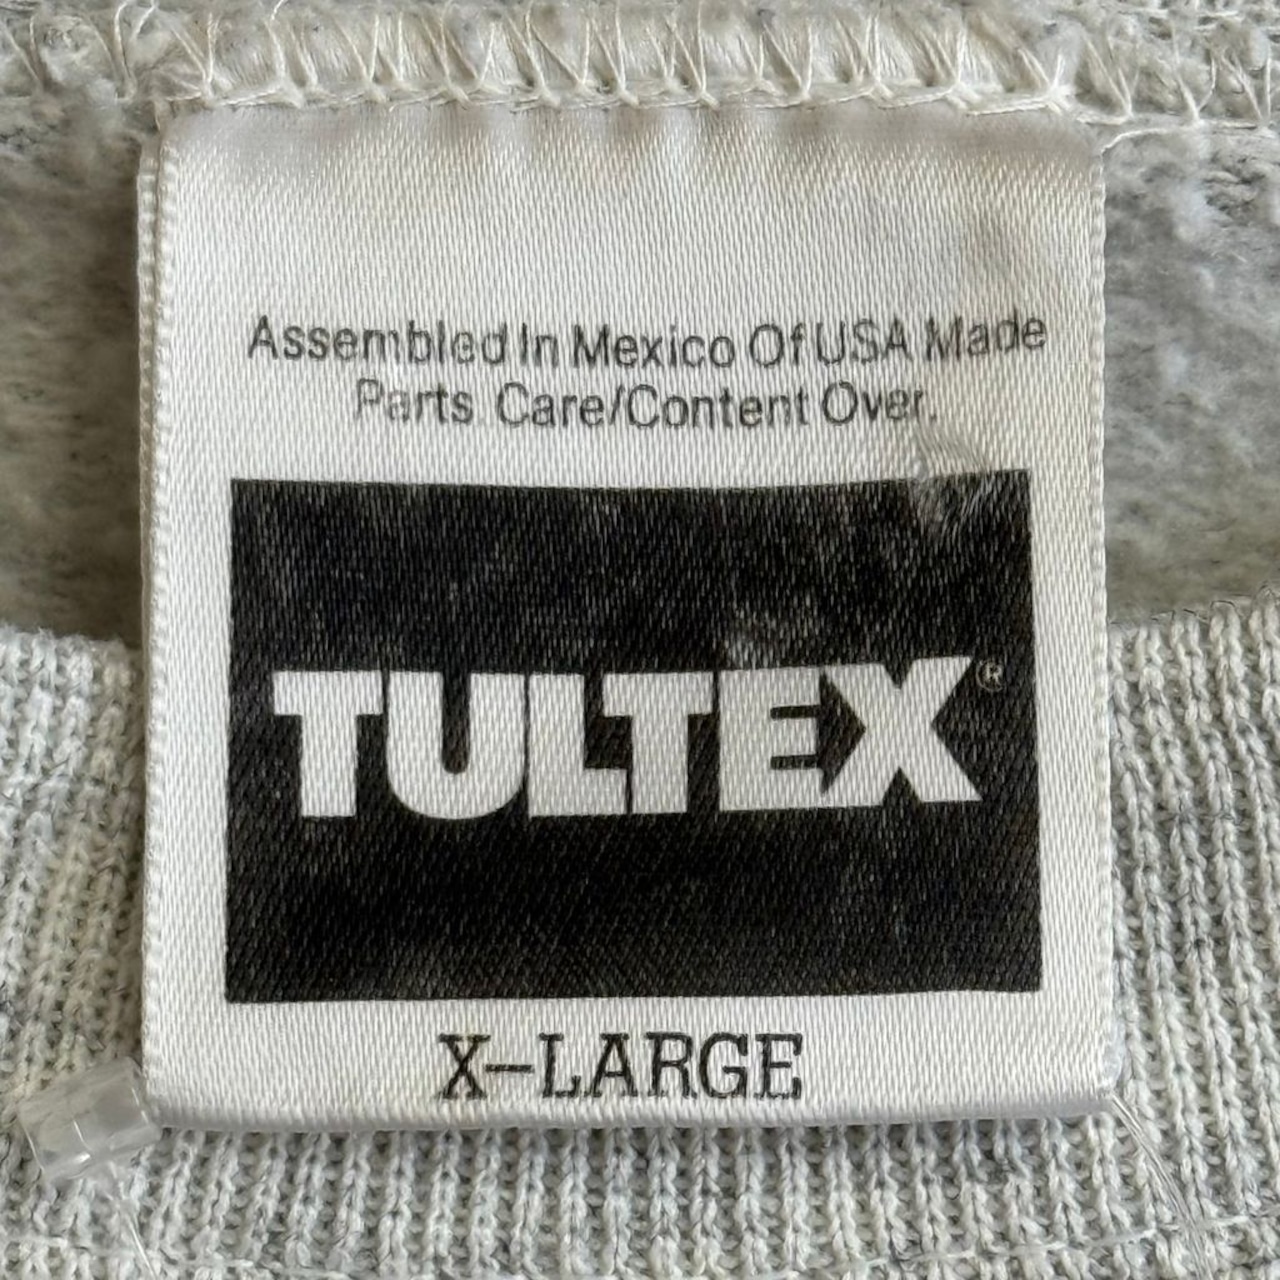 Assembled In Mexico Of USA Made
Parts. Care/Content Over.
TULTEX®
X-LARGE